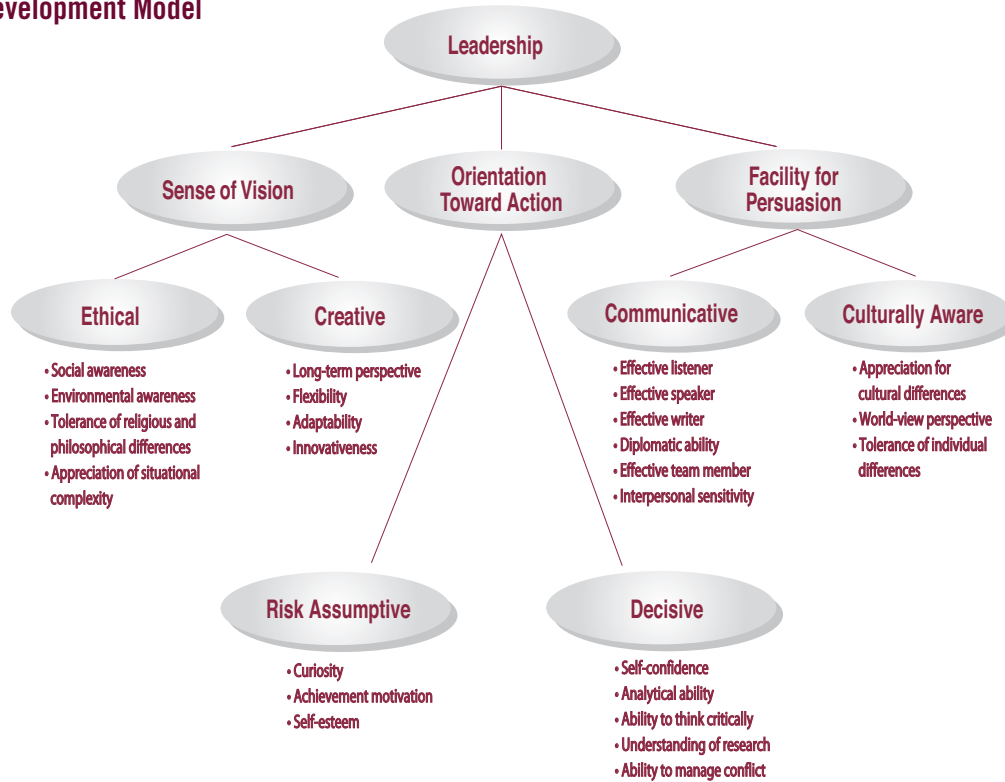 evelopment Model
Leadership
Sense of Vision
Orientation
Toward Action
Facility for
Persuasion
Ethical
• Social awareness
• Environmental awareness
• Tolerance of religious and
philosophical differences
• Appreciation of situational
complexity
Creative
• Long-term perspective
• Flexibility
• Adaptability
• Innovativeness
Communicative
• Effective listener
• Effective speaker
• Effective writer
• Diplomatic ability
• Effective team member
• Interpersonal sensitivity
Culturally Aware
• Appreciation for
cultural differences
• World-view perspective
• Tolerance of individual
differences
Risk Assumptive
• Curiosity
• Achievement motivation
• Self-esteem
Decisive
• Self-confidence
• Analytical ability
• Ability to think critically
• Understanding of research
• Ability to manage conflict